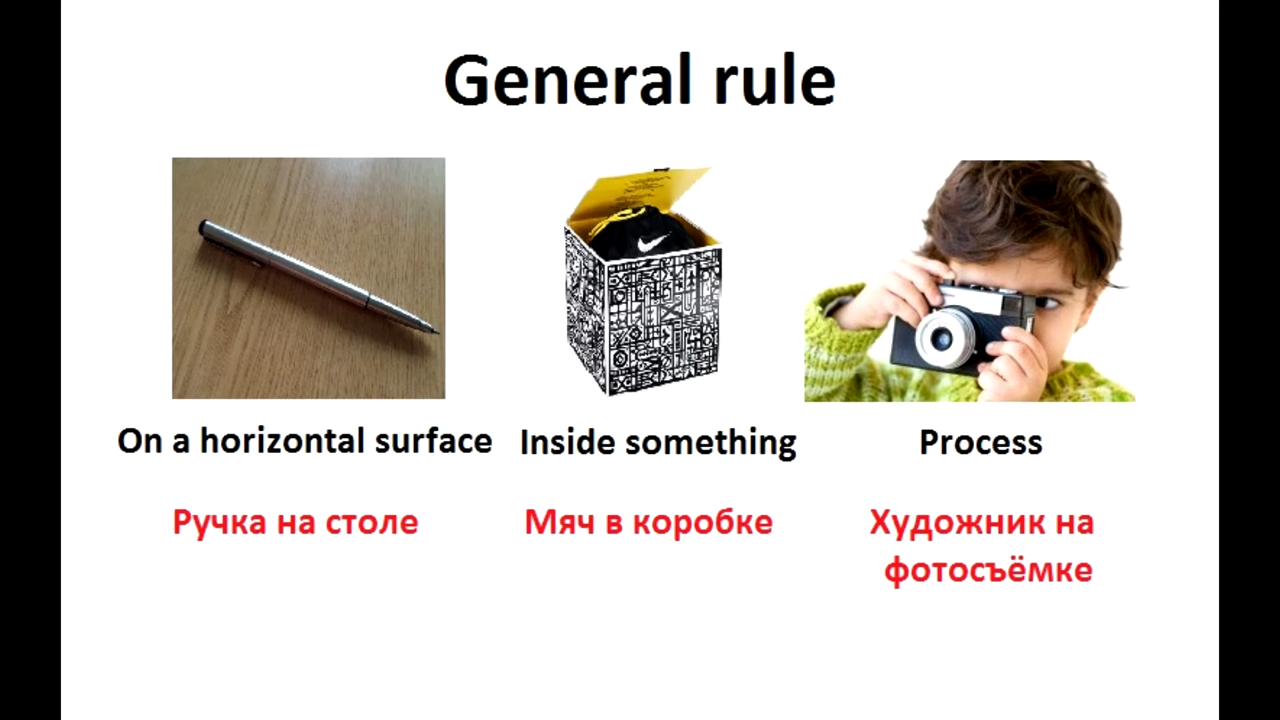 General rule
On a horizontal surface
Inside something
Process
Ручка на столе
Мяч в коробке
Художник на
фотосъёмке